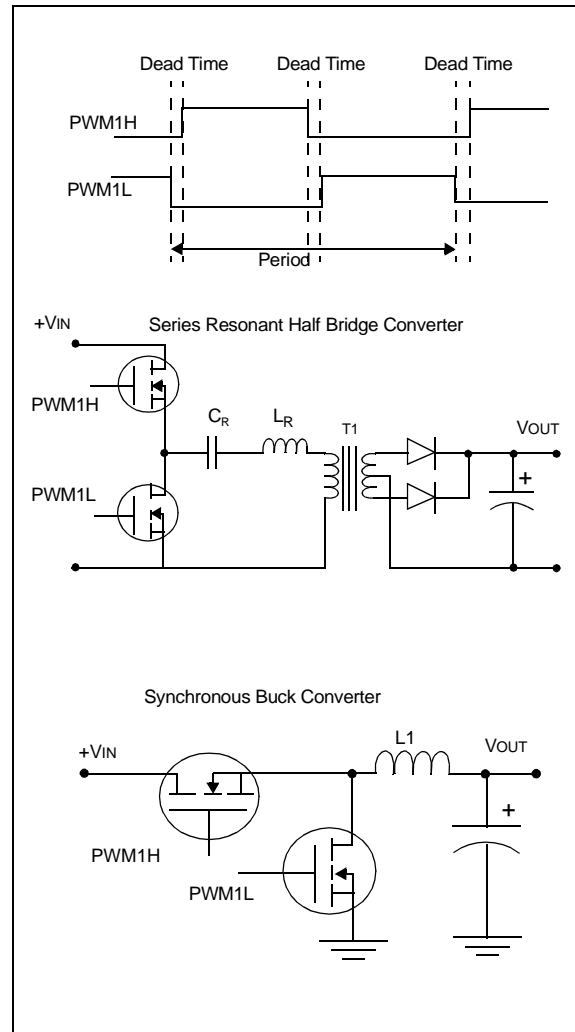 Dead Time Dead Time Dead Time
PWM1H
PWM1L
Period
Series Resonant Half Bridge Converter
+VIN
PWM1H
CR LR T1 VOUT
+
PWM1L
Synchronous Buck Converter
+VIN L1 VOUT
+
PWM1H
PWM1L